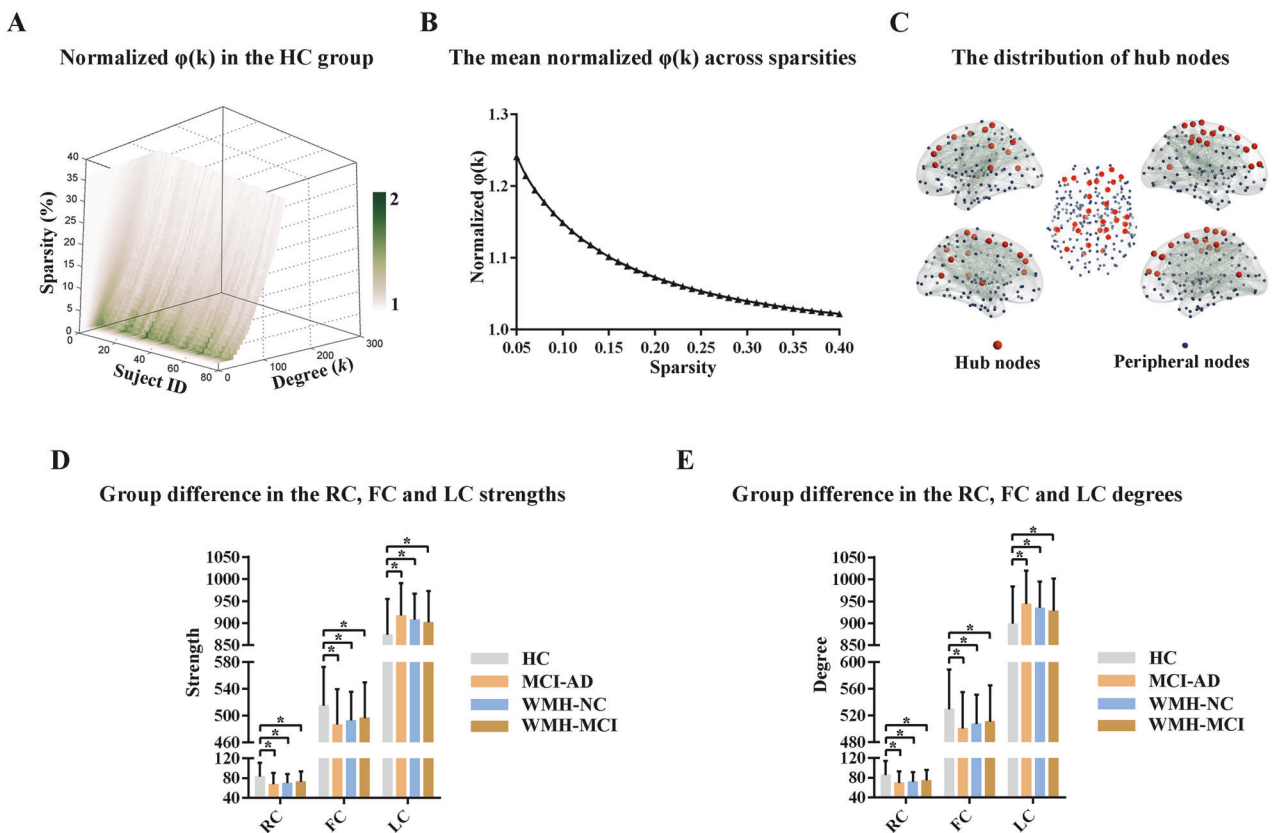 A
Normalized φ(k) in the HC group
Sparsity (%)
40
35
30
25
20
15
10
5
0
0
20
40
60
80
Suject ID
0
100
200
300
Degree (k)
2
1
B
The mean normalized φ(k) across sparsities
Normalized φ(k)
1.3
1.2
1.1
1.0
0.05 0.10 0.15 0.20 0.25 0.30 0.35 0.40
Sparsity
C
The distribution of hub nodes
Hub nodes
Peripheral nodes
D
Group difference in the RC, FC and LC strengths
Strength
1050
1000
950
900
850
580
540
500
460
120
80
40
* * *
* * *
* * *
RC FC LC
HC
MCI-AD
WMH-NC
WMH-MCI
E
Group difference in the RC, FC and LC degrees
Degree
1050
1000
950
900
850
600
560
520
480
120
80
40
* * *
* * *
* * *
RC FC LC
HC
MCI-AD
WMH-NC
WMH-MCI